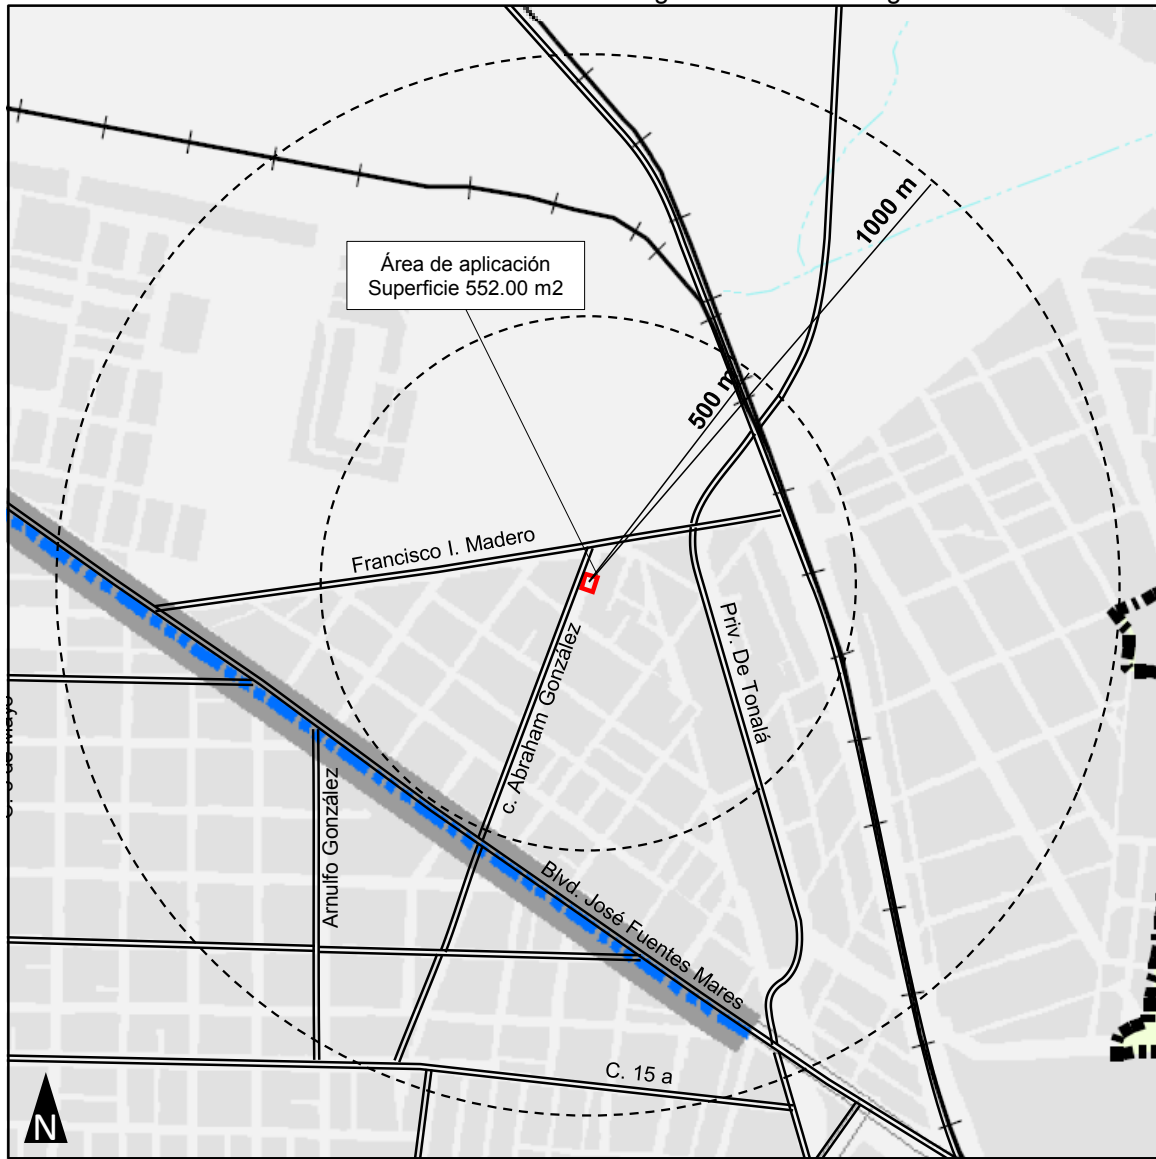 1000 m
Área de aplicación
Superficie 552.00 m2
500 m
Francisco I. Madero
Priv. De Tonalá
c. Abraham González
Arnulfo González
Blvd. José Fuentes Mares
C. 15 a
N